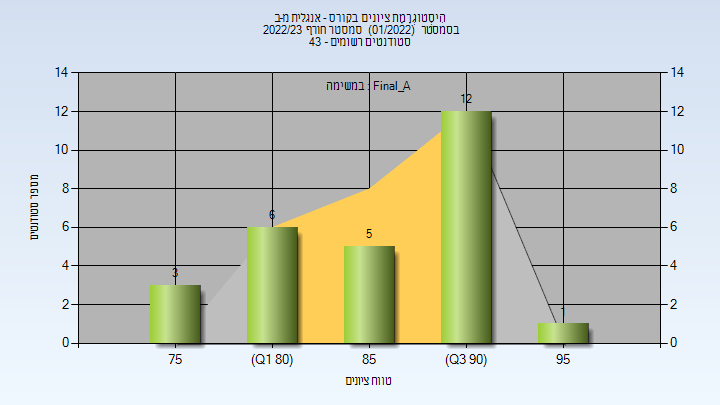 היסטוגרמת ציונים בקורס - אנגלית מ-ב
בסמסטר (01/2022) סמסטר חורף 2022/23
סטודנטים רשומים - 43
במשימה : Final_A
14 14
12 12
10 10
8 8
6 6
4 4
2 2
0 0
3
6
5
12
1
75
(Q1 80)
85
(Q3 90)
95
מספר סטודנטים
טווח ציונים